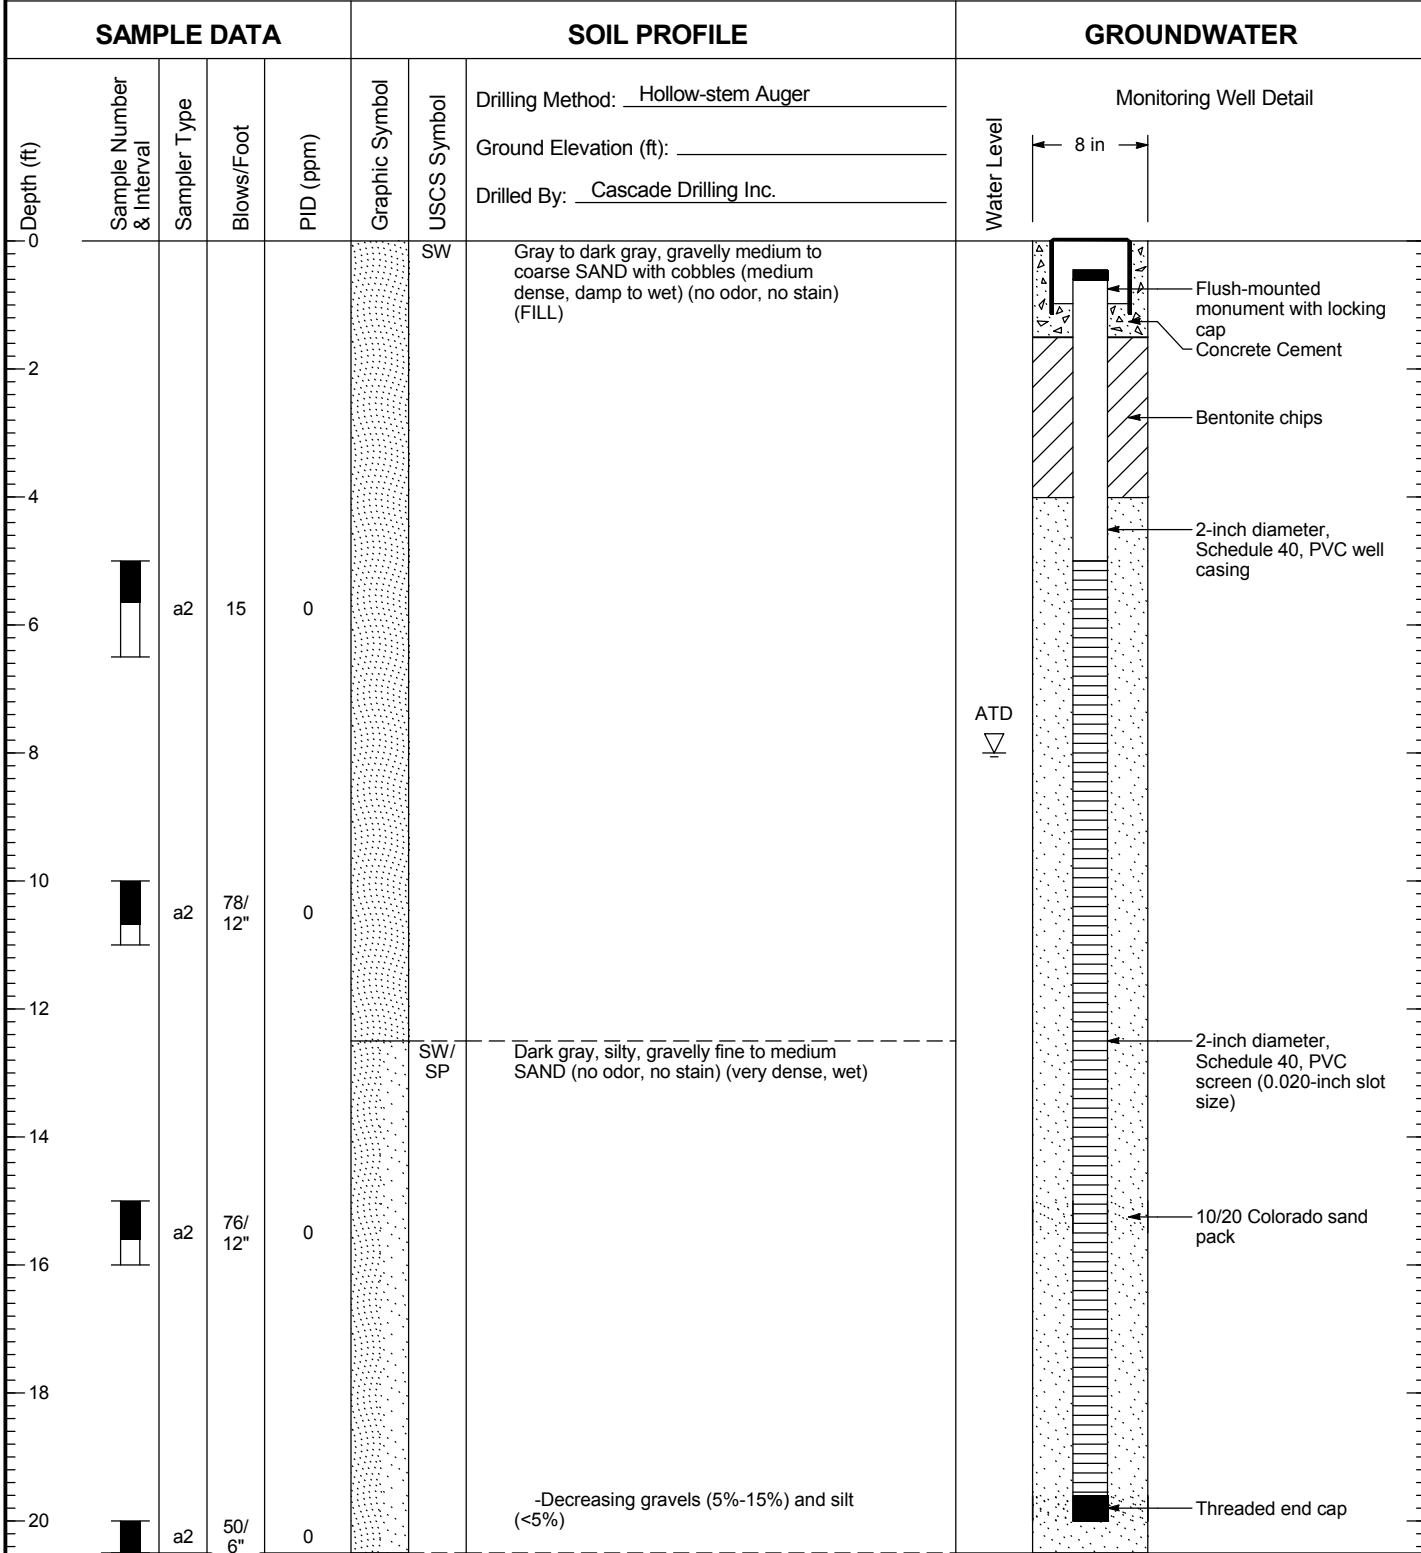 SAMPLE DATA
SOIL PROFILE
GROUNDWATER
Depth (ft)
Sample Number
& Interval
Sampler Type
Blows/Foot
PID (ppm)
Graphic Symbol
USCS Symbol
Drilling Method: Hollow-stem Auger
Ground Elevation (ft):
Drilled By: Cascade Drilling Inc.
Water Level
Monitoring Well Detail
8 in
0
SW
Gray to dark gray, gravelly medium to
coarse SAND with cobbles (medium
dense, damp to wet) (no odor, no stain)
(FILL)
Flush-mounted
monument with locking
cap
Concrete Cement
2
Bentonite chips
4
2-inch diameter,
Schedule 40, PVC well
casing
a2 15 0
6
ATD
8
10
a2 78/
12" 0
12
SW/
SP
Dark gray, silty, gravelly fine to medium
SAND (no odor, no stain) (very dense, wet)
2-inch diameter,
Schedule 40, PVC
screen (0.020-inch slot
size)
14
a2 76/
12" 0
10/20 Colorado sand
pack
16
18
-Decreasing gravels (5%-15%) and silt
(<5%)
Threaded end cap
20
a2 50/
6" 0